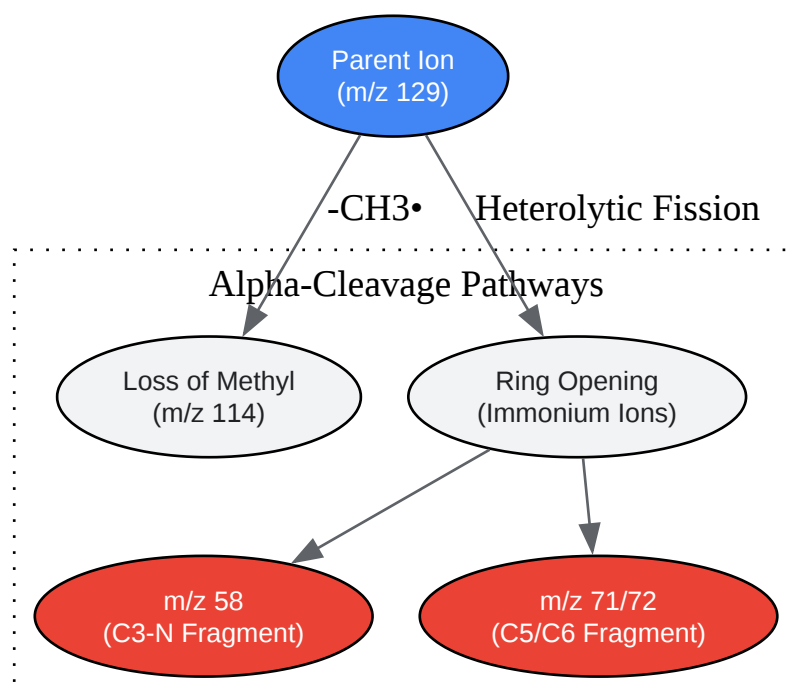 Parent Ion
(m/z 129)
-CH3•
Heterolytic Fission
Alpha-Cleavage Pathways
Loss of Methyl
(m/z 114)
Ring Opening
(Immonium Ions)
m/z 58
(C3-N Fragment)
m/z 71/72
(C5/C6 Fragment)